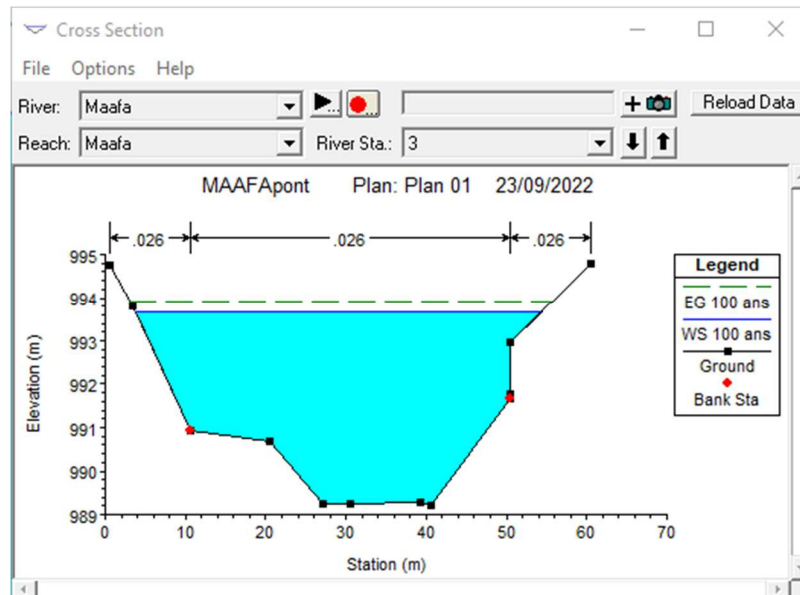 Cross Section
File Options Help
River: Maafa Reload Data
Reach: Maafa River Sta.: 3
MAAFApont Plan: Plan 01 23/09/2022
.026 .026 .026
995
994
993
992
991
990
989
Elevation (m)
0 10 20 30 40 50 60 70
Station (m)
Legend
EG 100 ans
WS 100 ans
Ground
Bank Sta